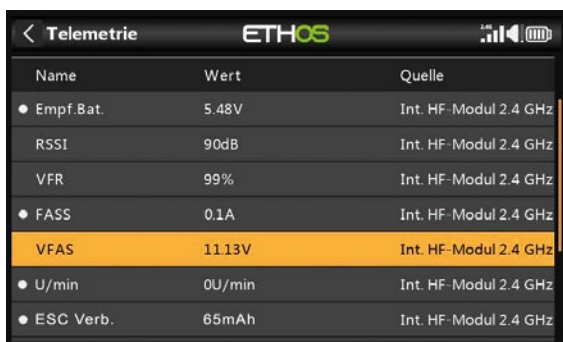 Telemetrie ETHOS 2.4G
Name Wert Quelle
Empf.Bat. 5.48V Int. HF-Modul 2.4 GHz
RSSI 90dB Int. HF-Modul 2.4 GHz
VFR 99% Int. HF-Modul 2.4 GHz
FASS 0.1A Int. HF-Modul 2.4 GHz
VFAS 11.13V Int. HF-Modul 2.4 GHz
U/min 0U/min Int. HF-Modul 2.4 GHz
ESC Verb. 65mAh Int. HF-Modul 2.4 GHz